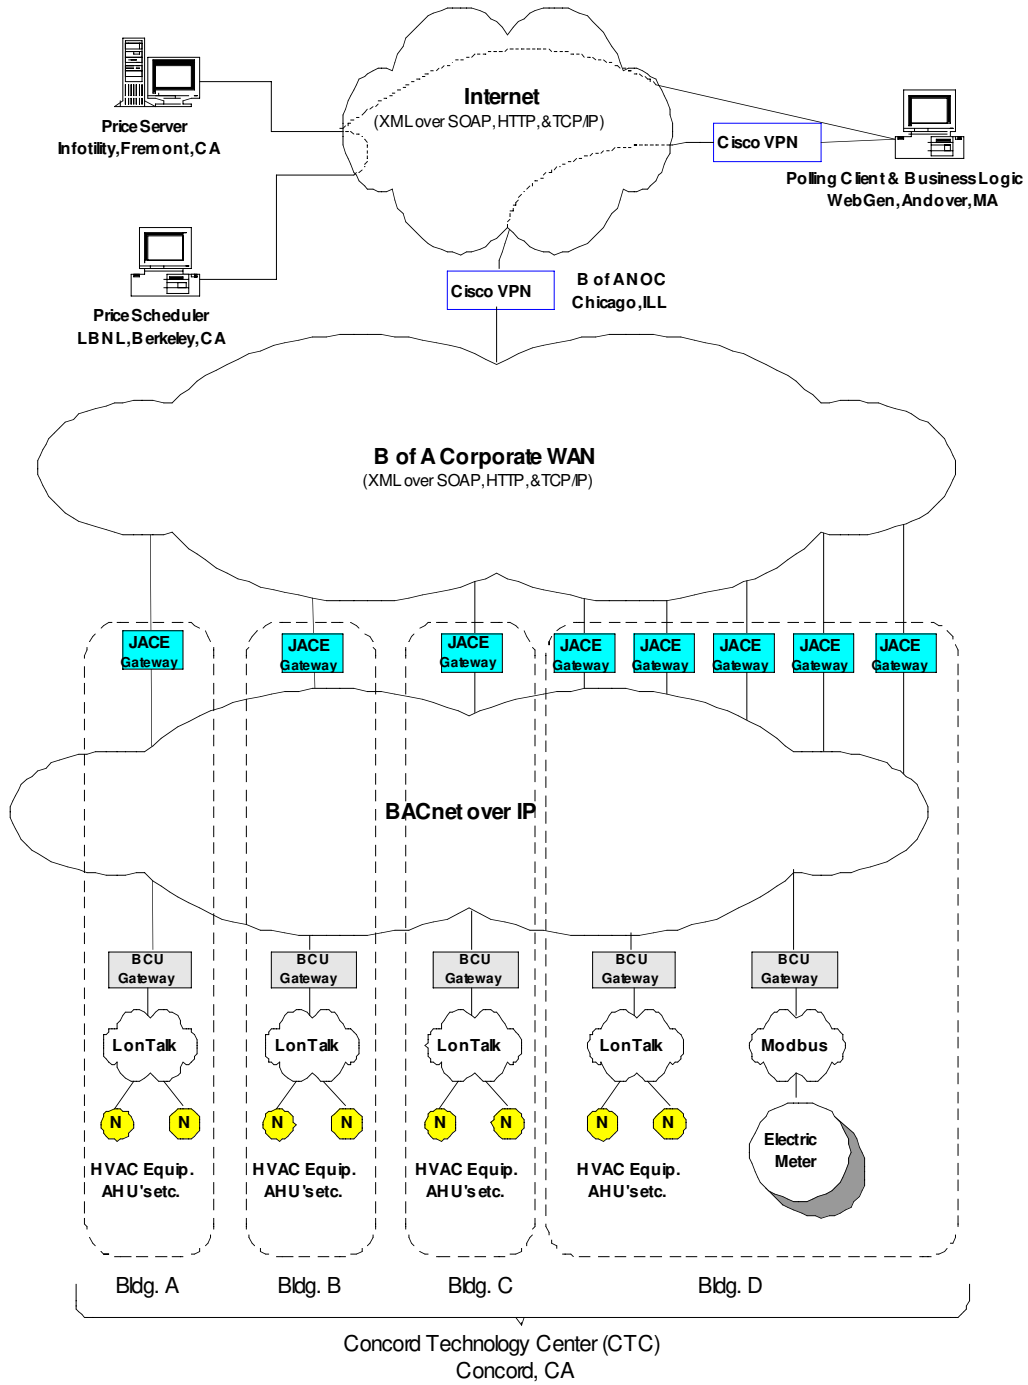 Internet
(XML over SOAP, HTTP, & TCP/IP)
Price Server
Infotility, Fremont, CA
Cisco VPN
Polling Client & Business Logic
WebGen, Andover, MA
Price Scheduler
LBNL, Berkeley, CA
Cisco VPN
B of A NOC
Chicago, ILL
B of A Corporate WAN
(XML over SOAP, HTTP, & TCP/IP)
JACE
Gateway
JACE
Gateway
JACE
Gateway
JACE
Gateway
JACE
Gateway
JACE
Gateway
JACE
Gateway
JACE
Gateway
BACnet over IP
BCU
Gateway
BCU
Gateway
BCU
Gateway
BCU
Gateway
BCU
Gateway
LonTalk
LonTalk
LonTalk
LonTalk
Modbus
N
N
N
N
N
N
N
N
Electric
Meter
HVAC Equip.
AHU's etc.
HVAC Equip.
AHU's etc.
HVAC Equip.
AHU's etc.
HVAC Equip.
AHU's etc.
Bldg. A
Bldg. B
Bldg. C
Bldg. D
Concord Technology Center (CTC)
Concord, CA